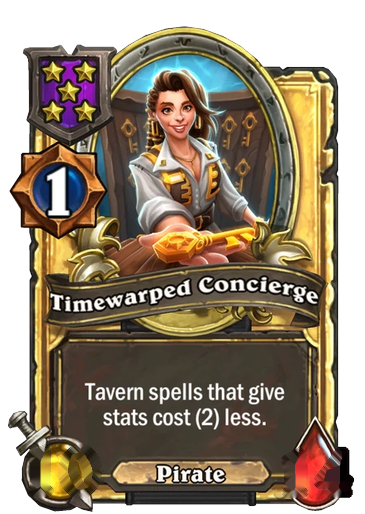 1
Timewarped Concierge
Tavern spells that give
stats cost (2) less.
Pirate